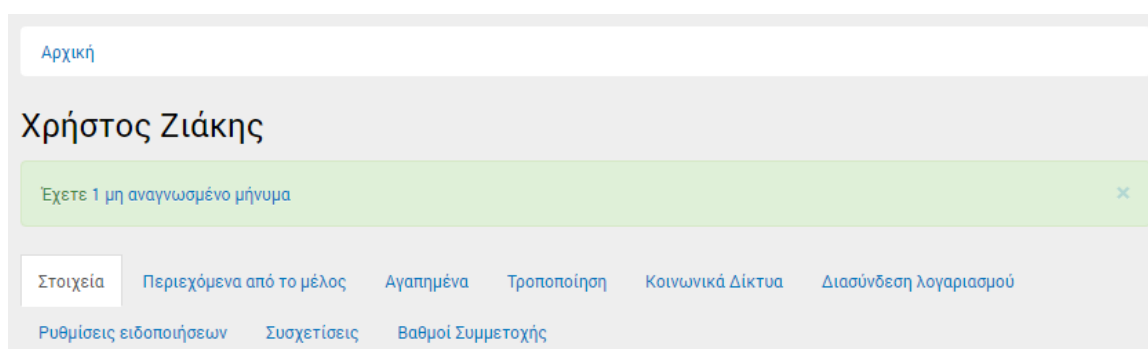 Αρχική
Χρήστος Ζιάκης
Έχετε 1 μη αναγνωσμένο μήνυμα ×
Στοιχεία Περιεχόμενα από το μέλος Αγαπημένα Τροποποίηση Κοινωνικά Δίκτυα Διασύνδεση λογαριασμού
Ρυθμίσεις ειδοποιήσεων Συσχετίσεις Βαθμοί Συμμετοχής